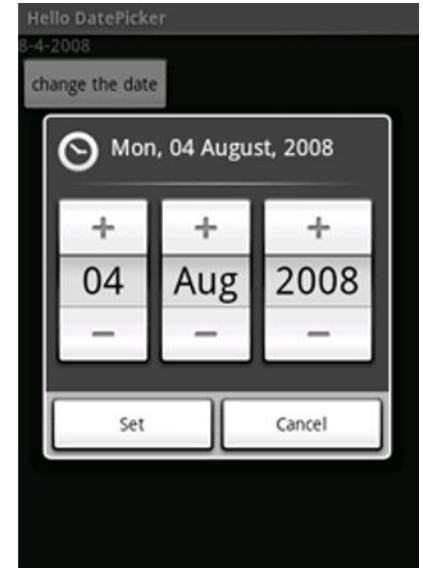 Hello DatePicker
8-4-2008
change the date
Mon, 04 August, 2008
+ + +
04 Aug 2008
− − −
Set Cancel